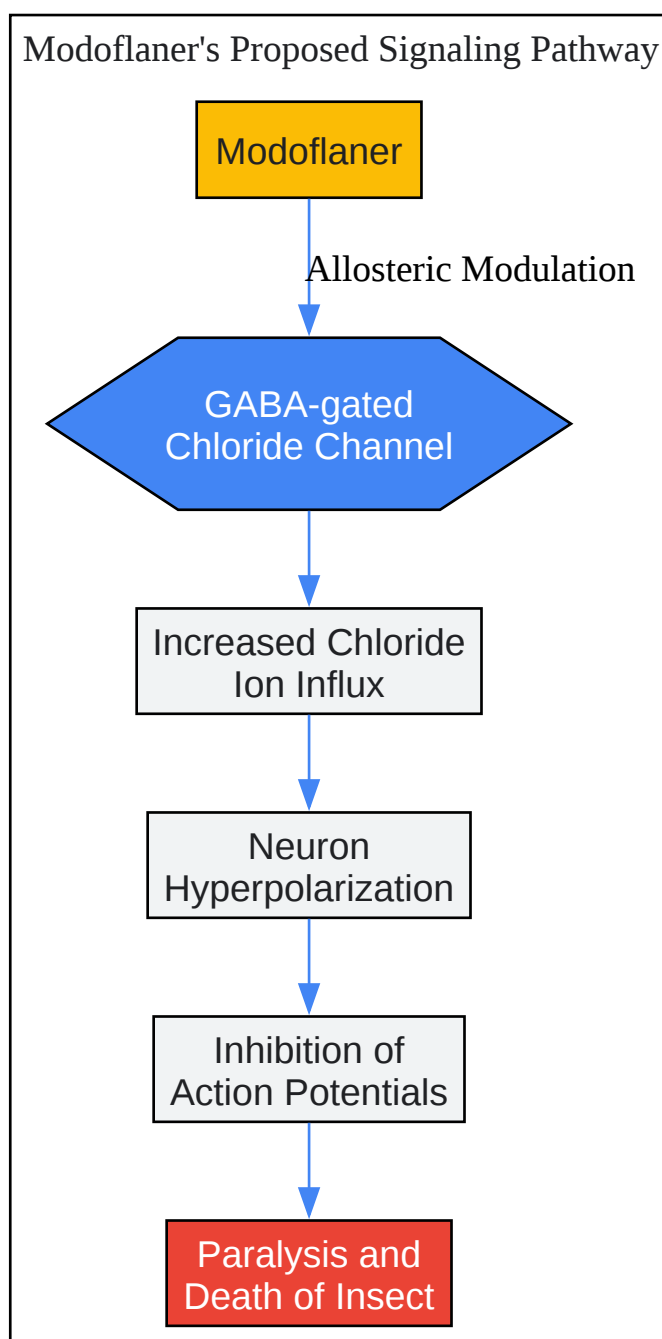 Modoflaner's Proposed Signaling Pathway
Modoflaner
Allosteric Modulation
GABA-gated
Chloride Channel
Increased Chloride
Ion Influx
Neuron
Hyperpolarization
Inhibition of
Action Potentials
Paralysis and
Death of Insect